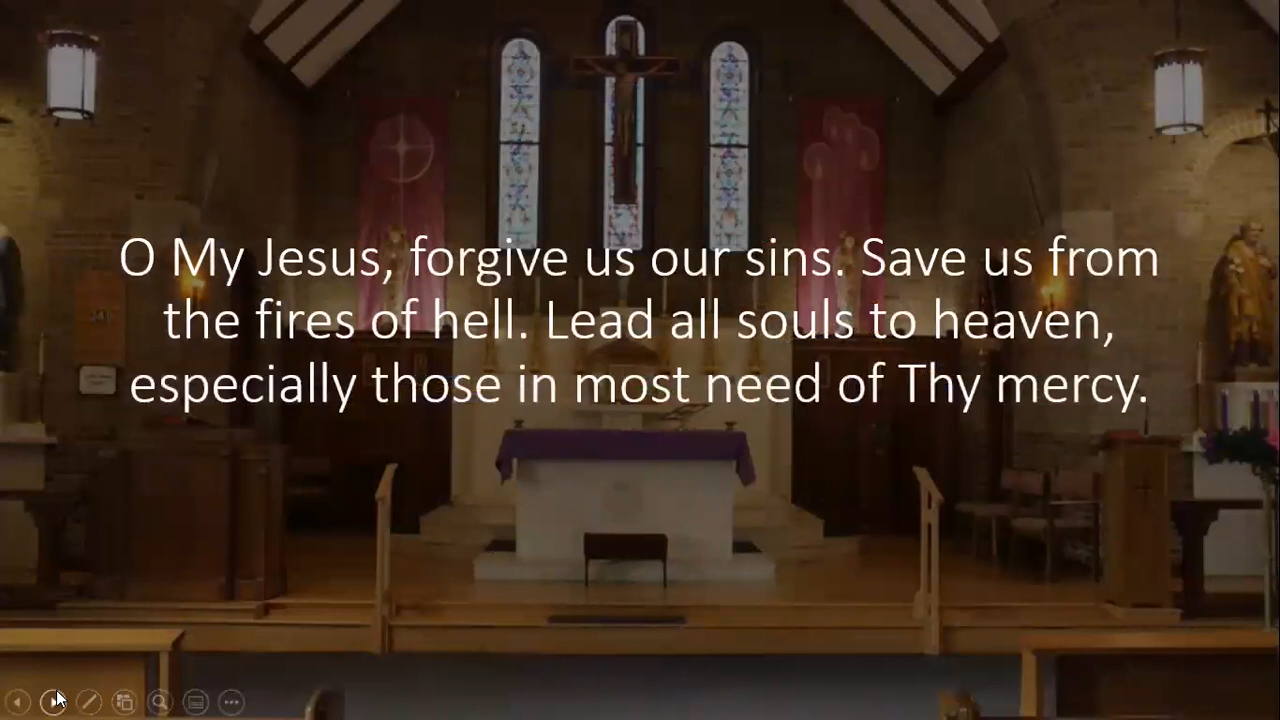 O My Jesus, forgive us our sins. Save us from
the fires of hell. Lead all souls to heaven,
especially those in most need of Thy mercy.